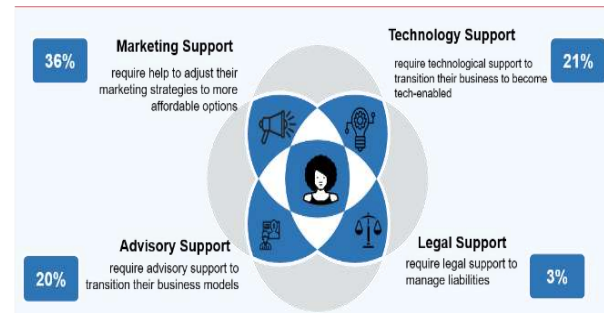 36%
Marketing Support
require help to adjust their
marketing strategies to more
affordable options
Technology Support
require technological support to
transition their business to become
tech-enabled
21%
Advisory Support
require advisory support to
transition their business models
20%
Legal Support
require legal support to
manage liabilities
3%